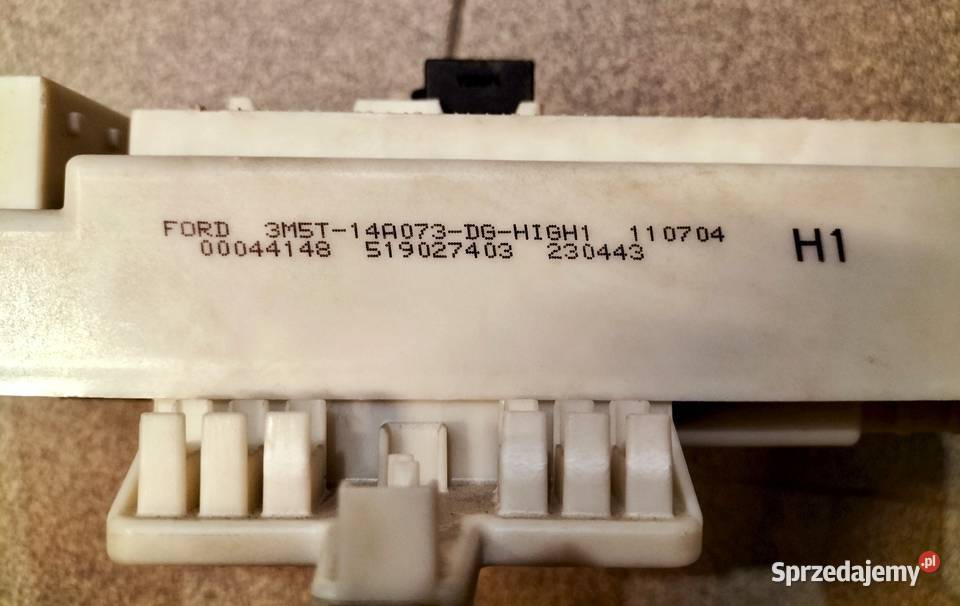 FORD 3M5T-14A073-DG-HIGH1 110704
00044148 519027403 230443
H1
Sprzedajemy.pl